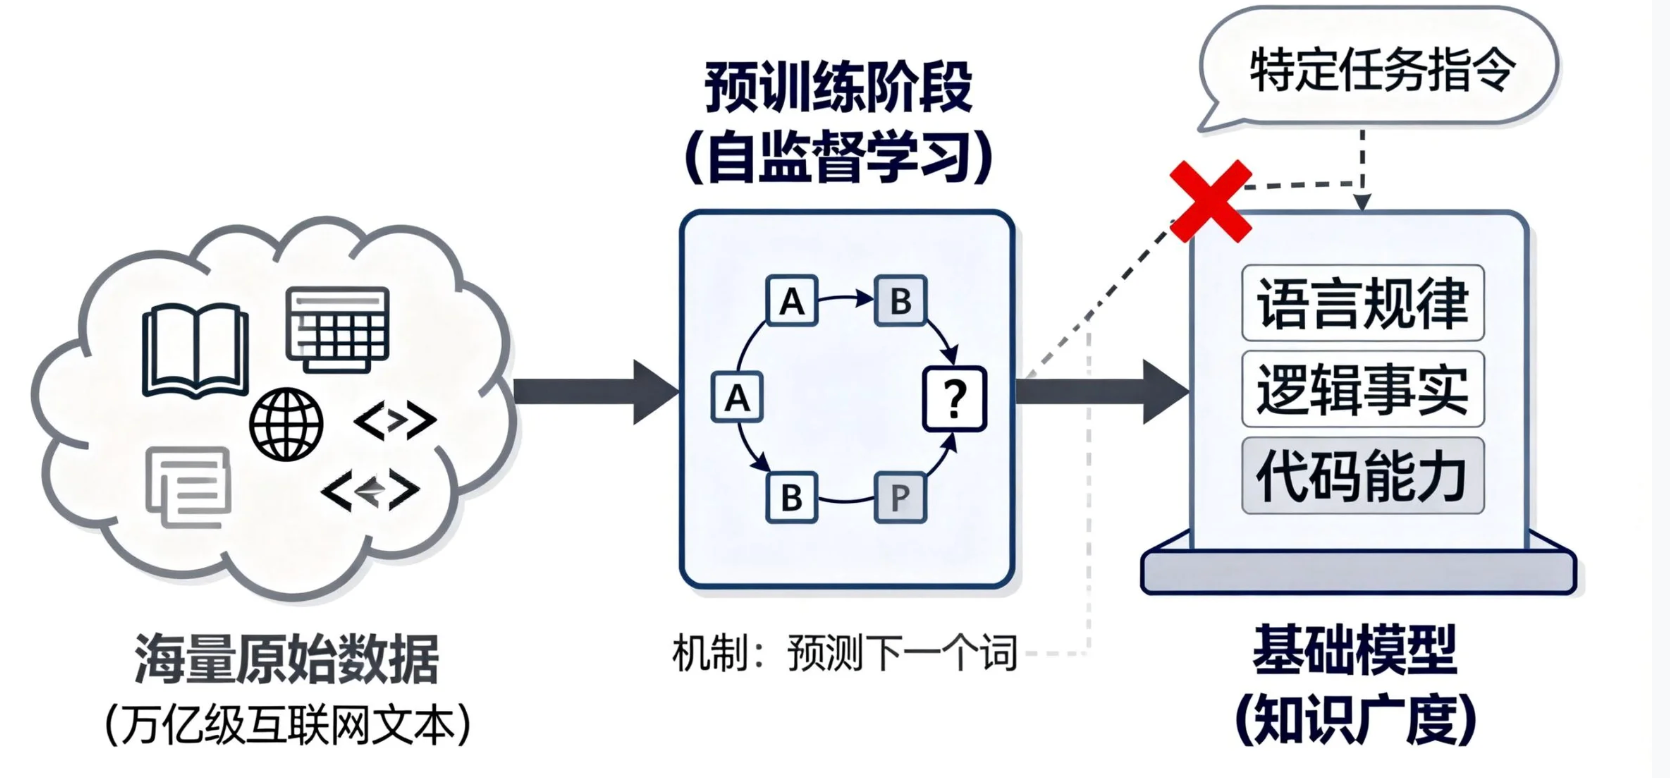 特定任务指令
预训练阶段
(自监督学习)
A
B
A
?
B
P
语言规律
逻辑事实
代码能力
机制：预测下一个词
海量原始数据
(万亿级互联网文本)
基础模型
(知识广度)